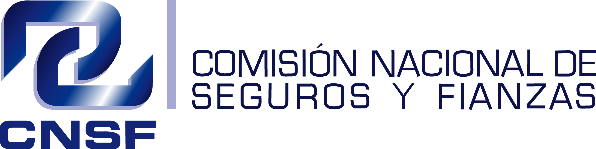 COMISIÓN NACIONAL DE
SEGUROS Y FIANZAS
CNSF